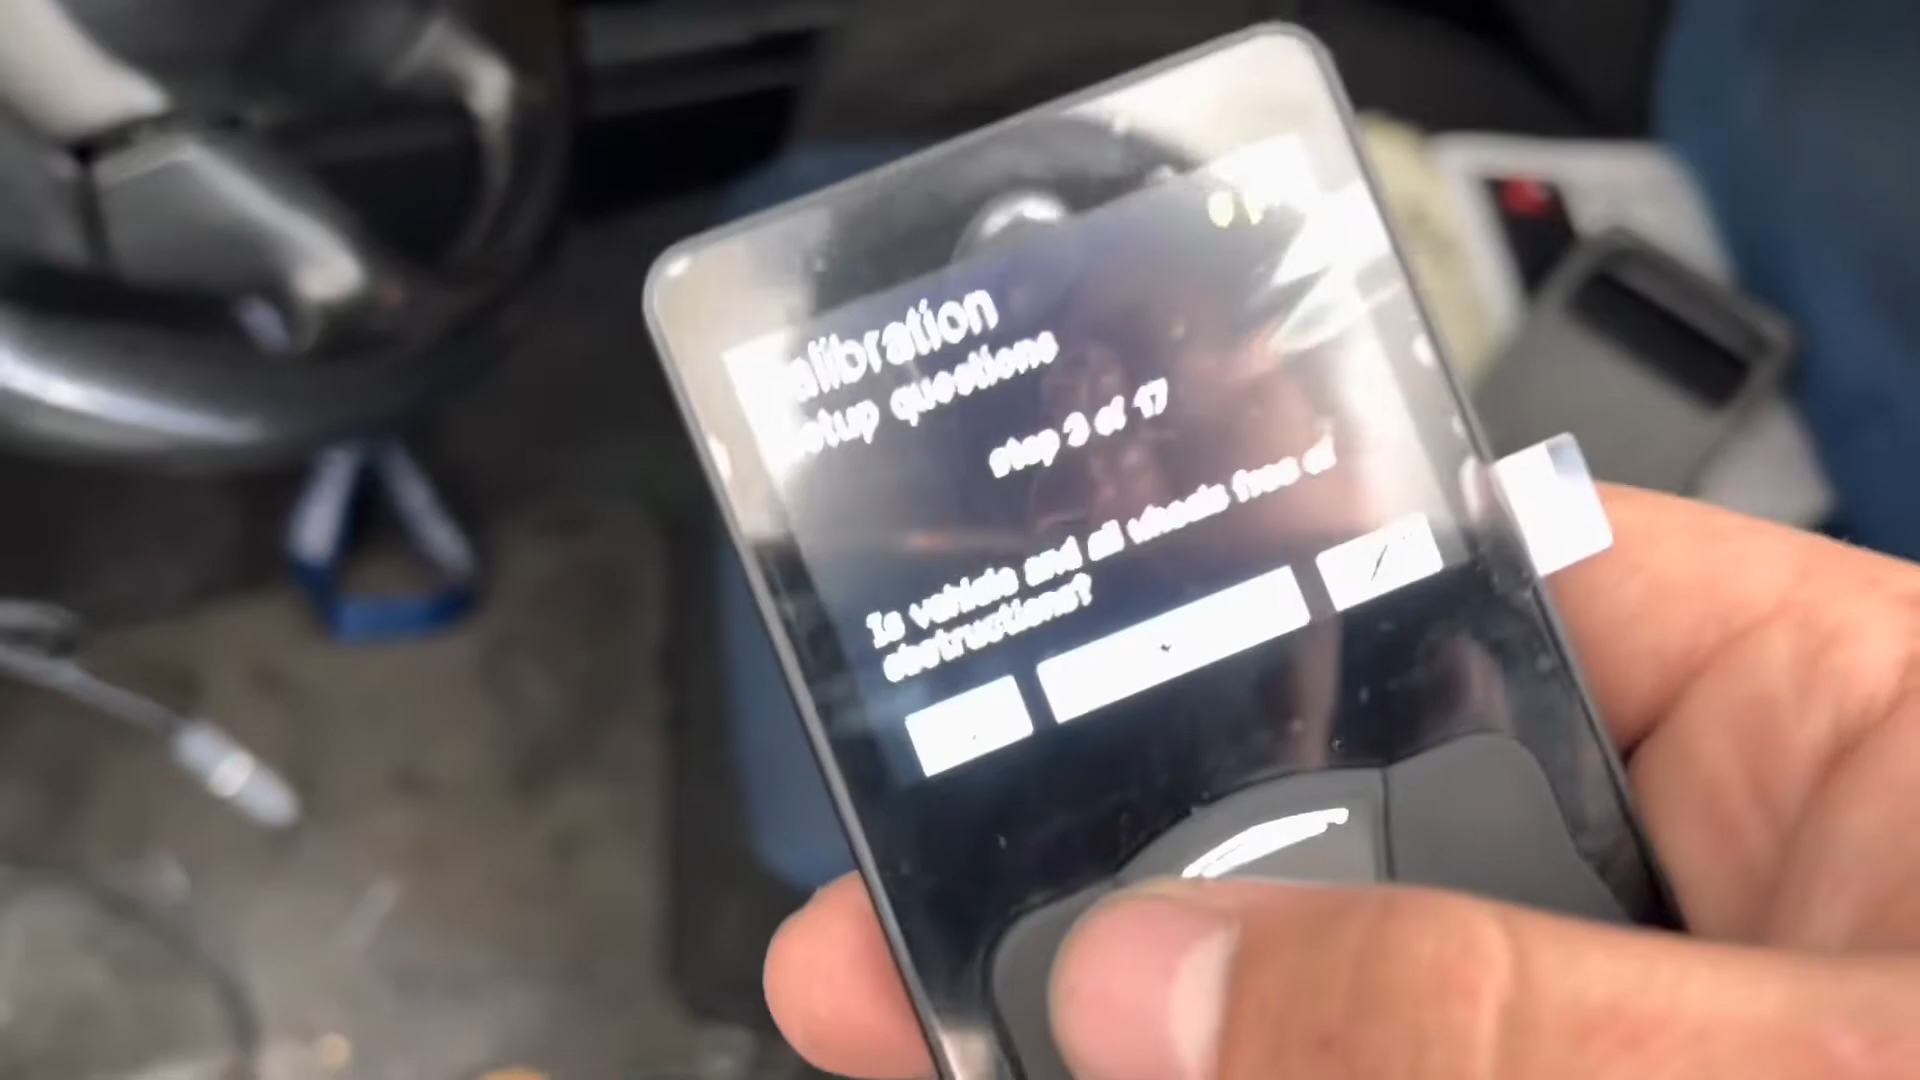 alibration
etup questions
step 3 of 17
Is vehicle and all wheels free of
obstructions?